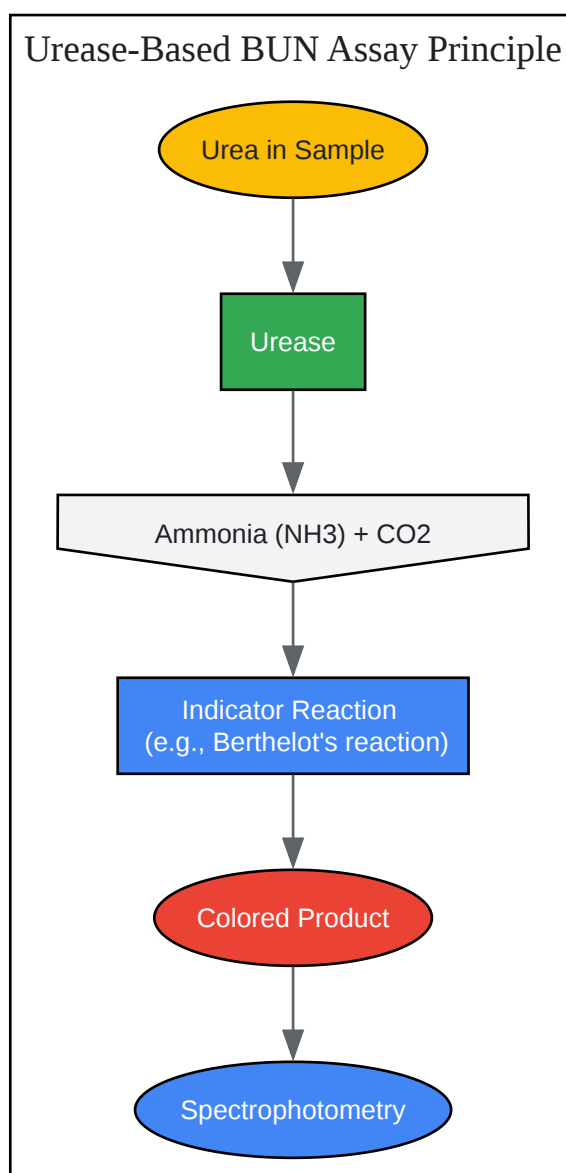 Urease-Based BUN Assay Principle
Urea in Sample
Urease
Ammonia (NH3) + CO2
Indicator Reaction
(e.g., Berthelot's reaction)
Colored Product
Spectrophotometry